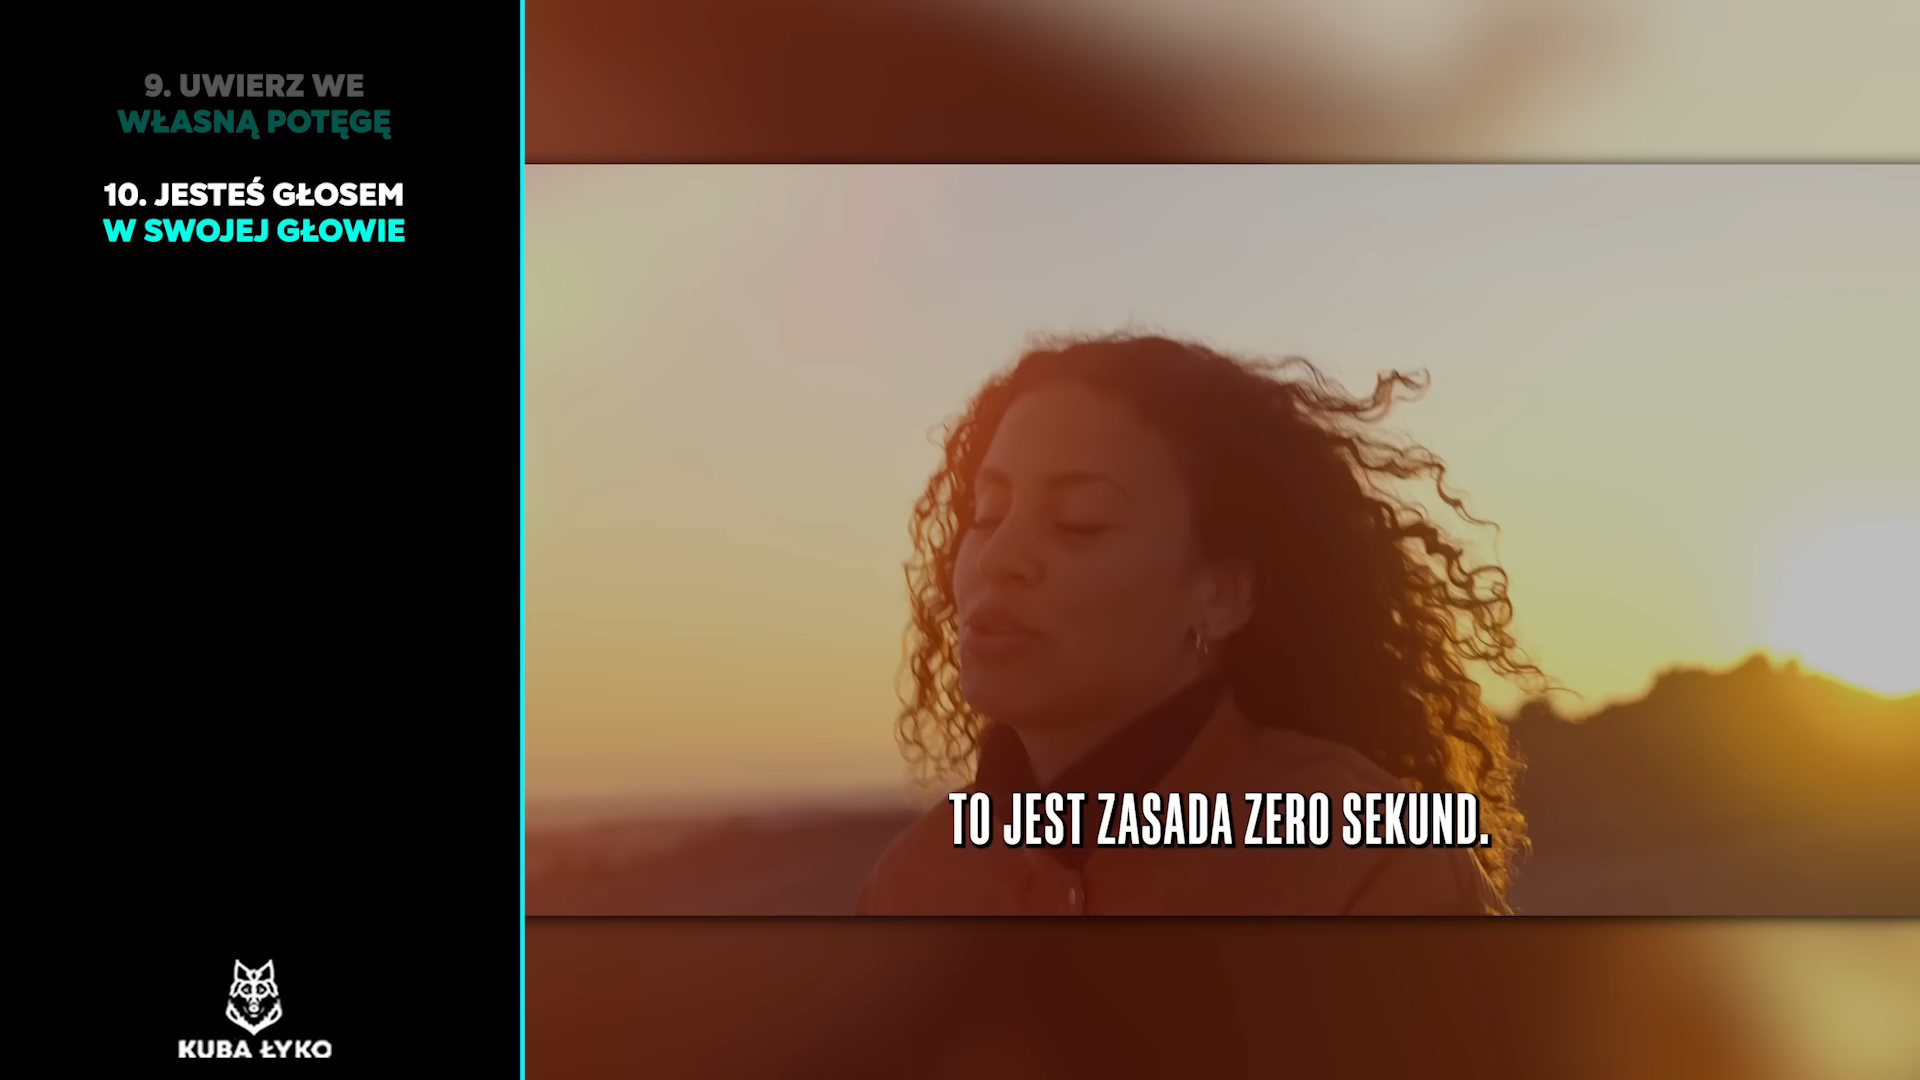 9. UWIERZ WE
WŁASNĄ POTĘGĘ
10. JESTEŚ GŁOSEM
W SWOJEJ GŁOWIE
TO JEST ZASADA ZERO SEKUND.
KUBA ŁYKO